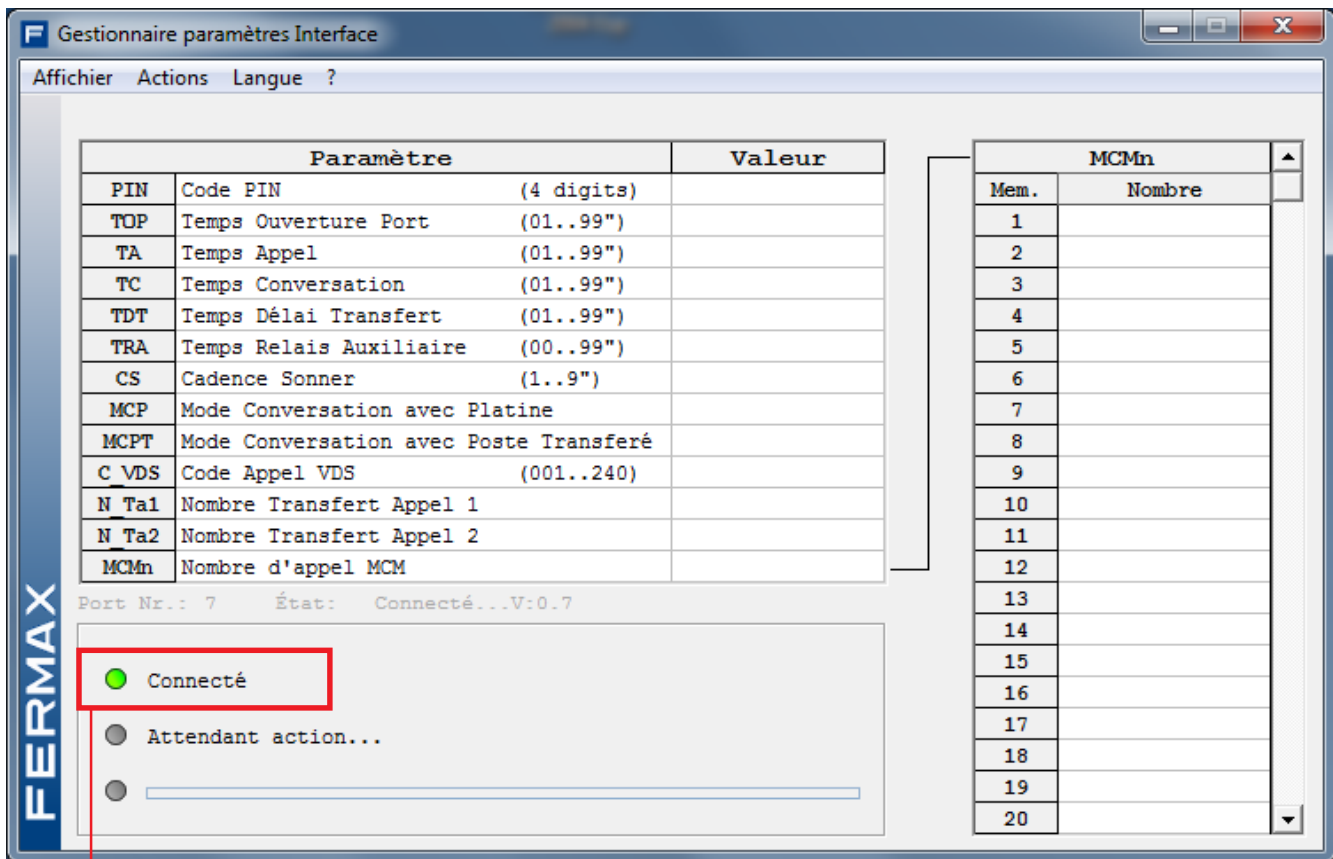 Gestionnaire paramètres Interface
Affichier Actions Langue ?
Paramètre Valeur
PIN Code PIN (4 digits)
TOP Temps Ouverture Port (01..99")
TA Temps Appel (01..99")
TC Temps Conversation (01..99")
TDT Temps Délai Transfert (01..99")
TRA Temps Relais Auxiliaire (00..99")
CS Cadence Sonner (1..9")
MCP Mode Conversation avec Platine
MCPT Mode Conversation avec Poste Transferé
C_VDS Code Appel VDS (001..240)
N_Ta1 Nombre Transfert Appel 1
N_Ta2 Nombre Transfert Appel 2
MCMn Nombre d'appel MCM
Port Nr.: 7 État: Connecté...V:0.7
Connecté
Attendant action...
MCMn
Mem. Nombre
1
2
3
4
5
6
7
8
9
10
11
12
13
14
15
16
17
18
19
20
FERMAX